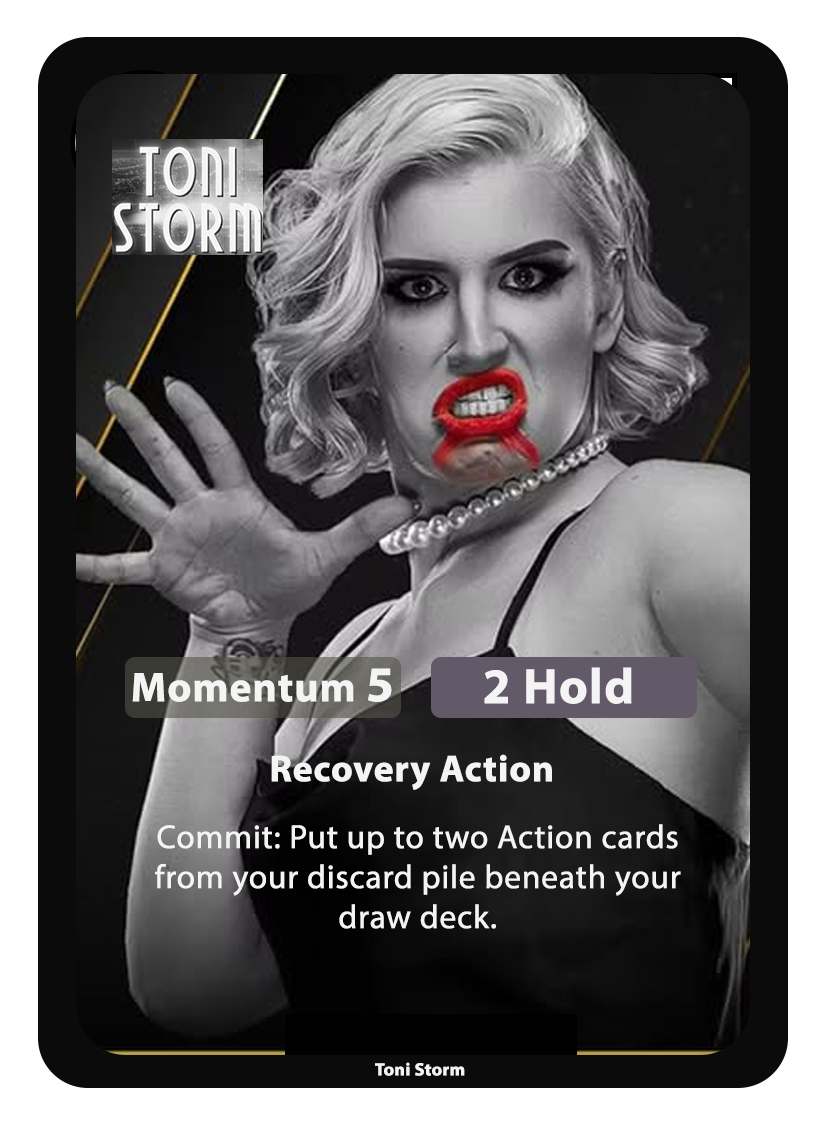 TONI
STORM
Momentum 5
2 Hold
Recovery Action
Commit: Put up to two Action cards
from your discard pile beneath your
draw deck.
Toni Storm